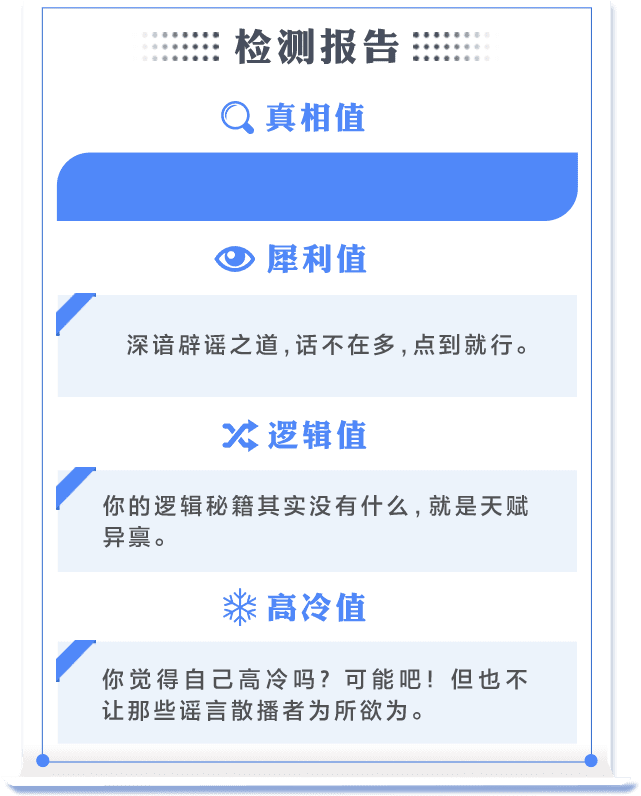 检测报告
真相值
犀利值
深谙辟谣之道,话不在多,点到就行。
逻辑值
你的逻辑秘籍其实没有什么,就是天赋
异禀。
高冷值
你觉得自己高冷吗?可能吧!但也不
让那些谣言散播者为所欲为。